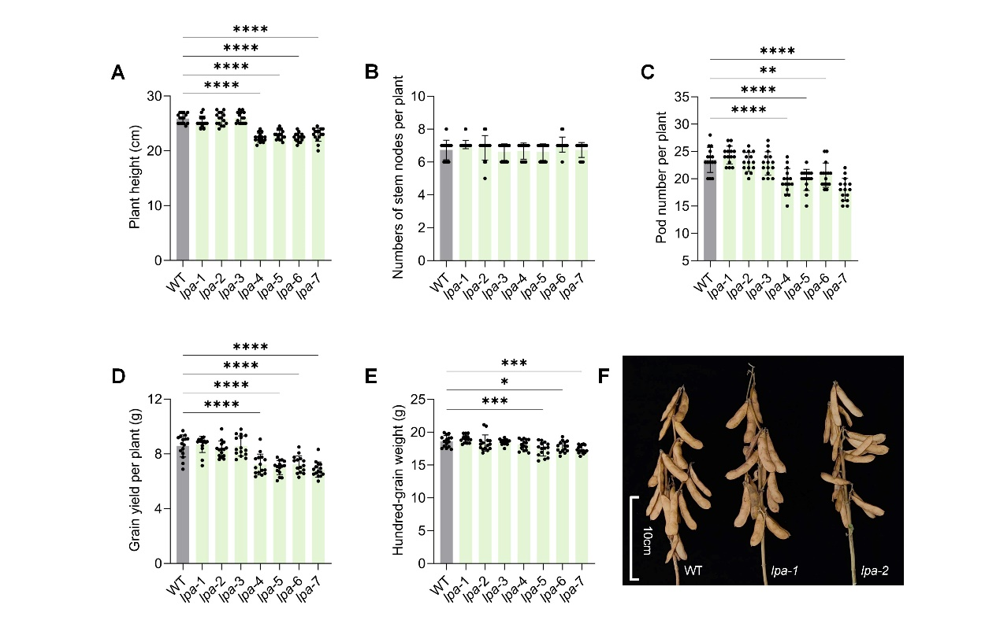 A
****
****
****
****
Plant height (cm)
30
20
10
0
WT
lpa-1
lpa-2
lpa-3
lpa-4
lpa-5
lpa-6
lpa-7
B
Numbers of stem nodes per plant
10
8
6
4
2
0
WT
lpa-1
lpa-2
lpa-3
lpa-4
lpa-5
lpa-6
lpa-7
C
****
**
****
****
Pod number per plant
35
30
25
20
15
10
5
WT
lpa-1
lpa-2
lpa-3
lpa-4
lpa-5
lpa-6
lpa-7
D
****
****
****
****
Grain yield per plant (g)
12
8
4
0
WT
lpa-1
lpa-2
lpa-3
lpa-4
lpa-5
lpa-6
lpa-7
E
***
*
***
Hundred-grain weight (g)
25
20
15
10
5
0
WT
lpa-1
lpa-2
lpa-3
lpa-4
lpa-5
lpa-6
lpa-7
F
10cm
WT
lpa-1
lpa-2